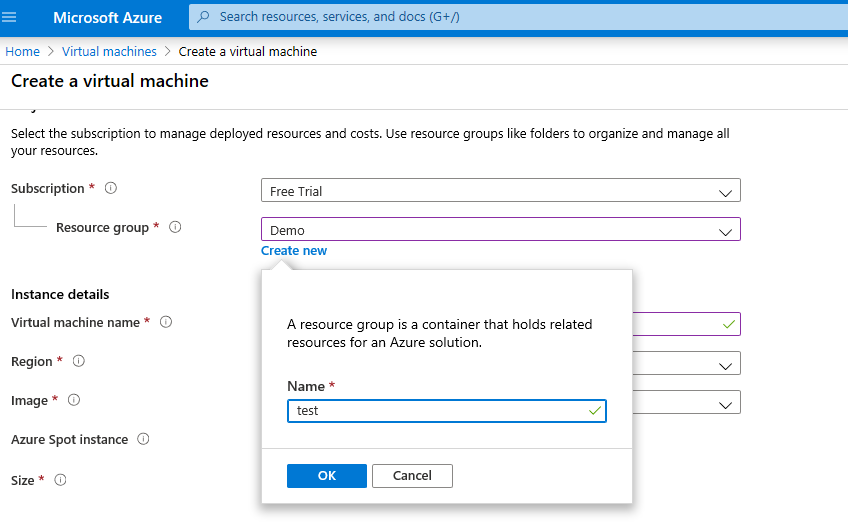 Microsoft Azure
Search resources, services, and docs (G+/)
Home > Virtual machines > Create a virtual machine
Create a virtual machine
Select the subscription to manage deployed resources and costs. Use resource groups like folders to organize and manage all
your resources.
Subscription *
Free Trial
Resource group *
Demo
Create new
Instance details
Virtual machine name *
Region *
Image *
Azure Spot instance
Size *
A resource group is a container that holds related
resources for an Azure solution.
Name *
test
OK
Cancel